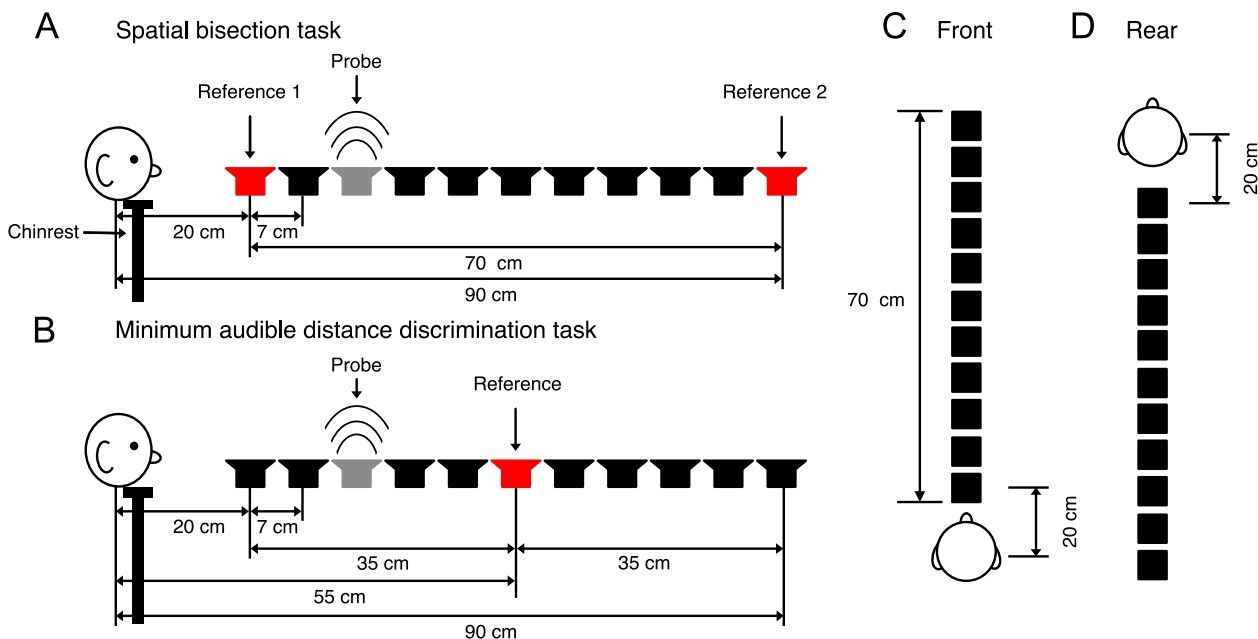 A Spatial bisection task
Probe
Reference 1
Reference 2
Chinrest
20 cm
7 cm
70 cm
90 cm
B Minimum audible distance discrimination task
Probe
Reference
20 cm
7 cm
35 cm
35 cm
55 cm
90 cm
C Front
70 cm
20 cm
D Rear
20 cm